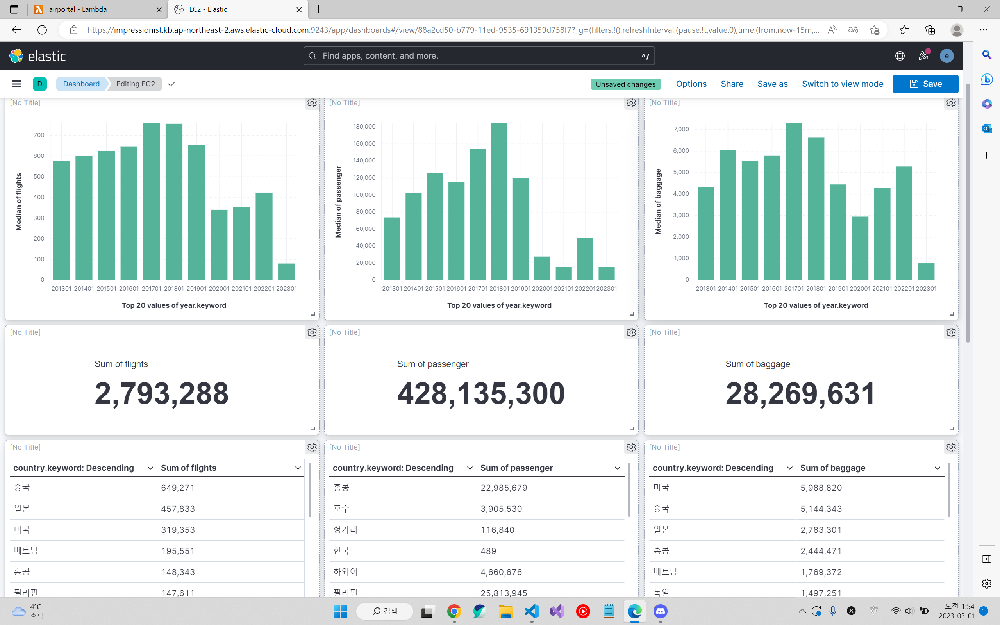 airportal - Lambda
EC2 - Elastic
https://impressionist.kb.ap-northeast-2.aws.elastic-cloud.com:9243/app/dashboards#/view/88a2cd50-b779-11ed-9535-691359d758f7?_g=(filters:!(),refreshInterval:(pause:!t,value:0),time:(from:now-15m,...
elastic
Find apps, content, and more.
^/
e
D
Dashboard
Editing EC2
Unsaved changes
Options
Share
Save as
Switch to view mode
Save
[No Title]
Median of flights
700
600
500
400
300
200
100
0
201301 201401 201501 201601 201701 201801 201901 202001 202101 202201 202301
Top 20 values of year.keyword
[No Title]
Median of passenger
180,000
160,000
140,000
120,000
100,000
80,000
60,000
40,000
20,000
0
201301 201401 201501 201601 201701 201801 201901 202001 202101 202201 202301
Top 20 values of year.keyword
[No Title]
Median of baggage
7,000
6,000
5,000
4,000
3,000
2,000
1,000
0
201301 201401 201501 201601 201701 201801 201901 202001 202101 202201 202301
Top 20 values of year.keyword
[No Title]
Sum of flights
2,793,288
[No Title]
Sum of passenger
428,135,300
[No Title]
Sum of baggage
28,269,631
[No Title]
country.keyword: Descending Sum of flights
중국 649,271
일본 457,833
미국 319,353
베트남 195,551
홍콩 148,343
필리핀 147,611
[No Title]
country.keyword: Descending Sum of passenger
홍콩 22,985,679
호주 3,905,530
헝가리 116,840
한국 489
하와이 4,660,676
필리핀 25,813,945
[No Title]
country.keyword: Descending Sum of baggage
미국 5,988,820
중국 5,144,343
일본 2,783,301
홍콩 2,444,471
베트남 1,769,372
독일 1,497,251
4°C
흐림
검색
오전 1:54
2023-03-01
1